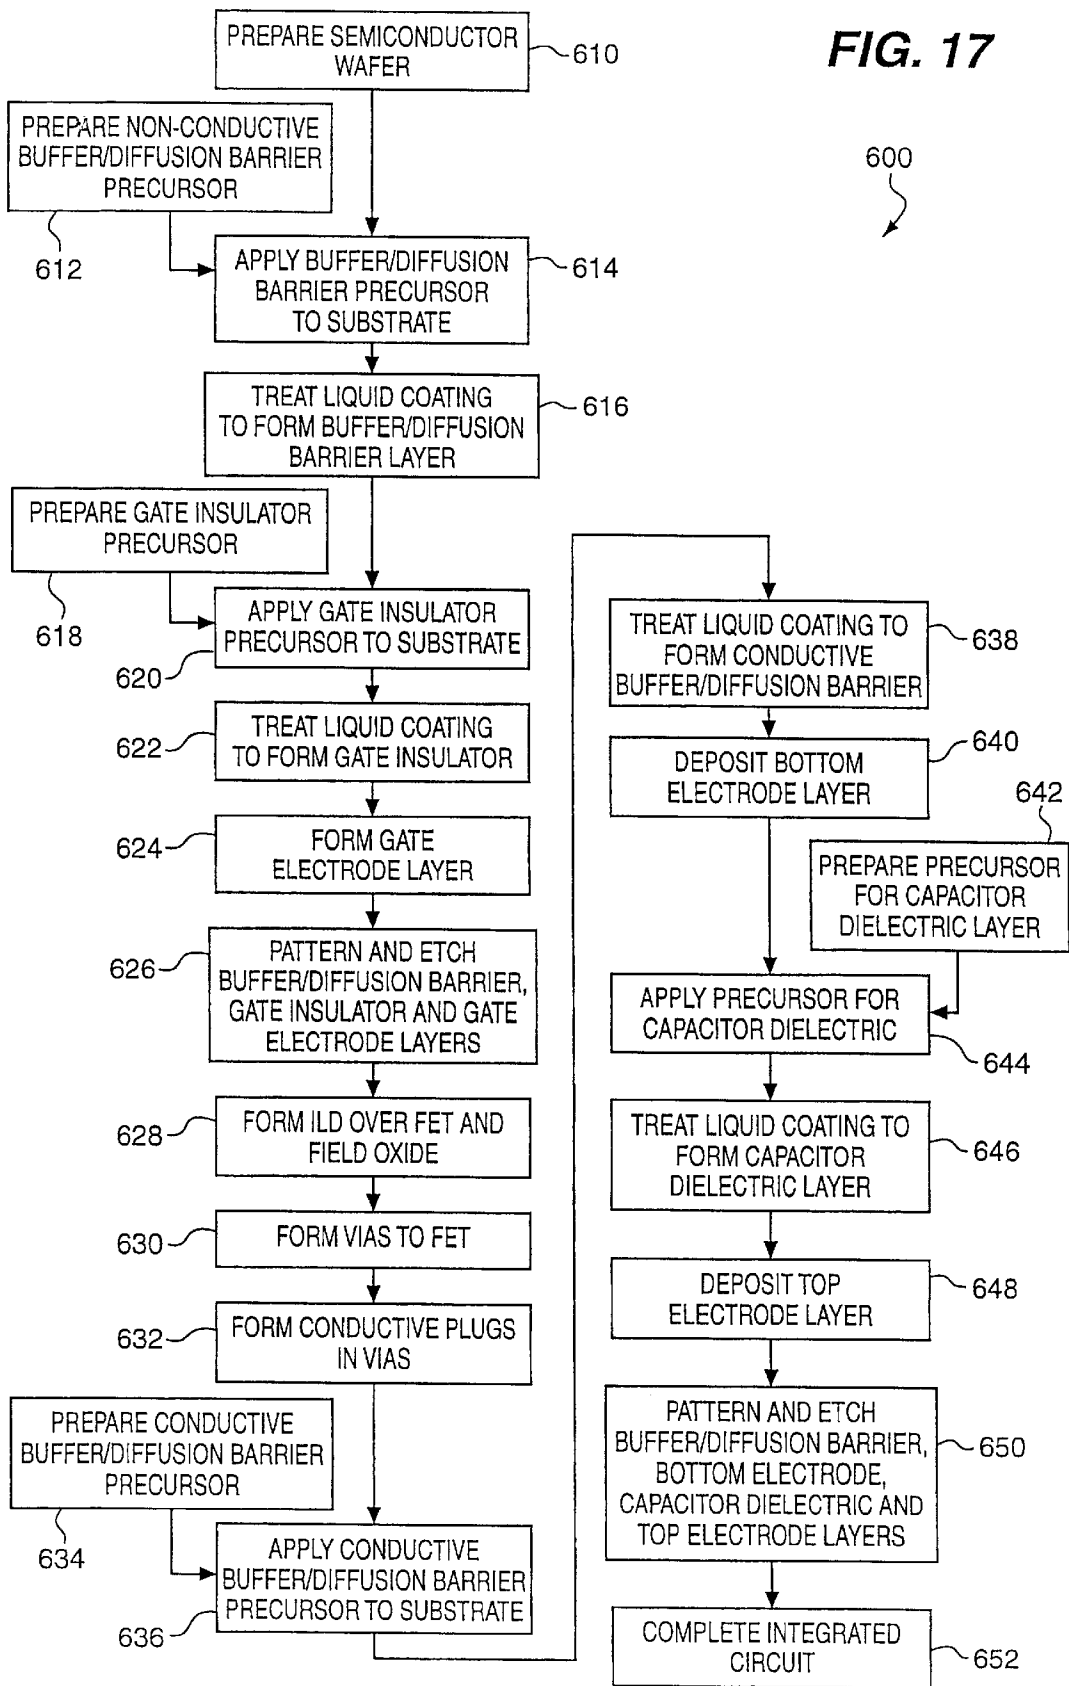 FIG. 17
600
PREPARE SEMICONDUCTOR
WAFER
610
PREPARE NON-CONDUCTIVE
BUFFER/DIFFUSION BARRIER
PRECURSOR
612
APPLY BUFFER/DIFFUSION
BARRIER PRECURSOR
TO SUBSTRATE
614
TREAT LIQUID COATING
TO FORM BUFFER/DIFFUSION
BARRIER LAYER
616
PREPARE GATE INSULATOR
PRECURSOR
618
APPLY GATE INSULATOR
PRECURSOR TO SUBSTRATE
620
TREAT LIQUID COATING
TO FORM GATE INSULATOR
622
FORM GATE
ELECTRODE LAYER
624
PATTERN AND ETCH
BUFFER/DIFFUSION BARRIER,
GATE INSULATOR AND GATE
ELECTRODE LAYERS
626
FORM ILD OVER FET AND
FIELD OXIDE
628
FORM VIAS TO FET
630
FORM CONDUCTIVE PLUGS
IN VIAS
632
PREPARE CONDUCTIVE
BUFFER/DIFFUSION BARRIER
PRECURSOR
634
APPLY CONDUCTIVE
BUFFER/DIFFUSION BARRIER
PRECURSOR TO SUBSTRATE
636
TREAT LIQUID COATING TO
FORM CONDUCTIVE
BUFFER/DIFFUSION BARRIER
638
DEPOSIT BOTTOM
ELECTRODE LAYER
640
642
PREPARE PRECURSOR
FOR CAPACITOR
DIELECTRIC LAYER
APPLY PRECURSOR FOR
CAPACITOR DIELECTRIC
644
TREAT LIQUID COATING TO
FORM CAPACITOR
DIELECTRIC LAYER
646
DEPOSIT TOP
ELECTRODE LAYER
648
PATTERN AND ETCH
BUFFER/DIFFUSION BARRIER,
BOTTOM ELECTRODE,
CAPACITOR DIELECTRIC AND
TOP ELECTRODE LAYERS
650
COMPLETE INTEGRATED
CIRCUIT
652